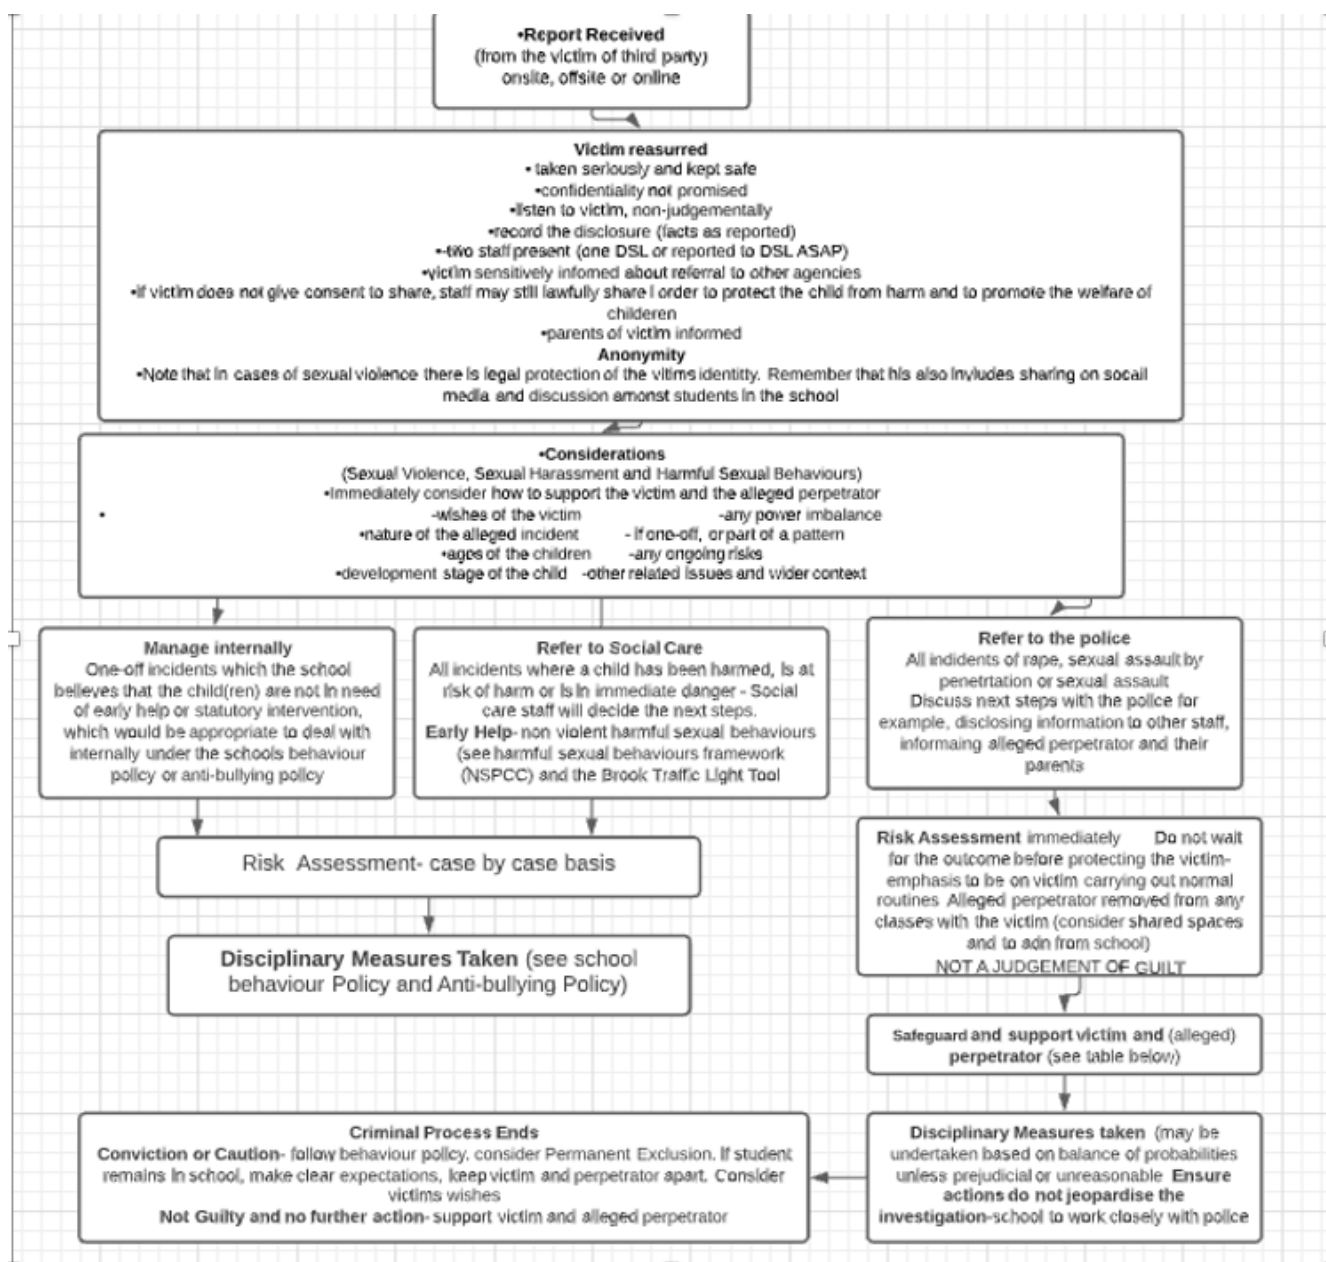 •Report Received
(from the victim of third party)
onsite, offsite or online
Victim reasurred
• taken seriously and kept safe
•confidentiality not promised
•listen to victim, non-judgementally
•record the disclosure (facts as reported)
•-two staff present (one DSL or reported to DSL ASAP)
•victim sensitively infomed about referral to other agencies
•If victim does not give consent to share, staff may still lawfully share I order to protect the child from harm and to promote the welfare of
childeren
•parents of victim informed
Anonymity
•Note that in cases of sexual violence there is legal protection of the vitims identitty. Remember that his also invludes sharing on socail
media and discussion amonst students in the school
•Considerations
(Sexual Violence, Sexual Harassment and Harmful Sexual Behaviours)
•Immediately consider how to support the victim and the alleged perpetrator
• -wishes of the victim -any power imbalance
•nature of the alleged incident - if one-off, or part of a pattern
•ages of the children -any ongoing risks
•development stage of the child -other related issues and wider context
Manage internally
One-off incidents which the school
believes that the child(ren) are not in need
of early help or statutory intervention,
which would be appropriate to deal with
internally under the schools behaviour
policy or anti-bullying policy
Refer to Social Care
All incidents where a child has been harmed, is at
risk of harm or is in immediate danger - Social
care staff will decide the next steps.
Early Help- non violent harmful sexual behaviours
(see harmful sexual behaviours framework
(NSPCC) and the Brook Traffic Light Tool
Refer to the police
All indidents of rape, sexual assault by
penetrtation or sexual assault
Discuss next steps with the police for
example, disclosing information to other staff,
informaing alleged perpetrator and their
parents
Risk Assessment- case by case basis
Disciplinary Measures Taken (see school
behaviour Policy and Anti-bullying Policy)
Risk Assessment immediately Do not wait
for the outcome before protecting the victim-
emphasis to be on victim carrying out normal
routines Alleged perpetrator removed from any
classes with the victim (consider shared spaces
and to adn from school)
NOT A JUDGEMENT OF GUILT
Safeguard and support victim and (alleged)
perpetrator (see table below)
Disciplinary Measures taken (may be
undertaken based on balance of probabilities
unless prejudicial or unreasonable Ensure
actions do not jeopardise the
investigation-school to work closely with police
Criminal Process Ends
Conviction or Caution- follow behaviour policy, consider Permanent Exclusion. If student
remains in school, make clear expectations, keep victim and perpetrator apart. Consider
victims wishes
Not Guilty and no further action- support victim and alleged perpetrator